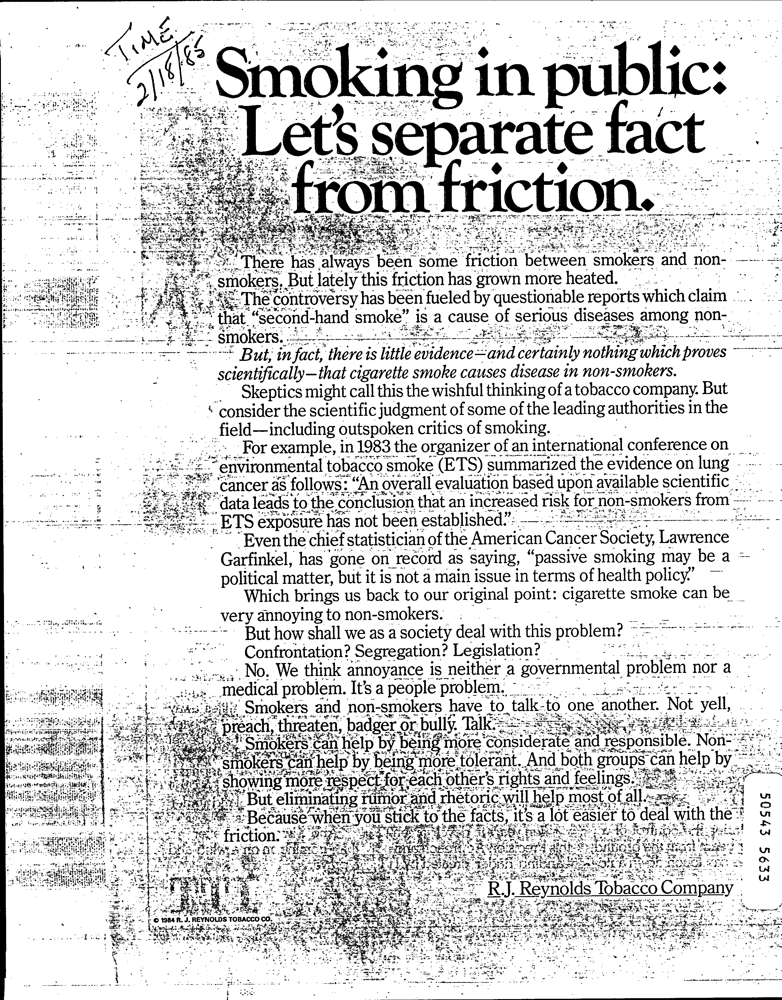 TIME
2/18/85
Smoking in public:
Let's separate fact
from friction.
There has always been some friction between smokers and non-
smokers. But lately this friction has grown more heated.
The controversy has been fueled by questionable reports which claim
that “second-hand smoke” is a cause of serious diseases among non-
smokers.
But, in fact, there is little evidence—and certainly nothing which proves
scientifically—that cigarette smoke causes disease in non-smokers.
Skeptics might call this the wishful thinking of a tobacco company. But
consider the scientific judgment of some of the leading authorities in the
field—including outspoken critics of smoking.
For example, in 1983 the organizer of an international conference on
environmental tobacco smoke (ETS) summarized the evidence on lung
cancer as follows: “An overall evaluation based upon available scientific
data leads to the conclusion that an increased risk for non-smokers from
ETS exposure has not been established.”
Even the chief statistician of the American Cancer Society, Lawrence
Garfinkel, has gone on record as saying, “passive smoking may be a
political matter, but it is not a main issue in terms of health policy.”
Which brings us back to our original point: cigarette smoke can be
very annoying to non-smokers.
But how shall we as a society deal with this problem?
Confrontation? Segregation? Legislation?
No. We think annoyance is neither a governmental problem nor a
medical problem. It's a people problem.
Smokers and non-smokers have to talk to one another. Not yell,
preach, threaten, badger or bully. Talk.
Smokers can help by being more considerate and responsible. Non-
smokers can help by being more tolerant. And both groups can help by
showing more respect for each other's rights and feelings.
But eliminating rumor and rhetoric will help most of all.
Because when you stick to the facts, it's a lot easier to deal with the
friction.
R.J. Reynolds Tobacco Company
© 1984 R. J. REYNOLDS TOBACCO CO.
50543 5633